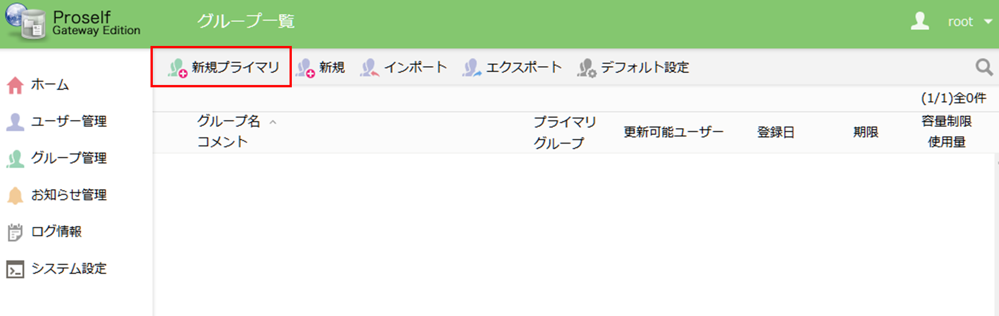 Proself
Gateway Edition
グループ一覧
root
新規プライマリ
新規
インポート
エクスポート
デフォルト設定
ホーム
ユーザー管理
グループ管理
お知らせ管理
ログ情報
システム設定
(1/1)全0件
グループ名
コメント
プライマリ
グループ
更新可能ユーザー
登録日
期限
容量制限
使用量